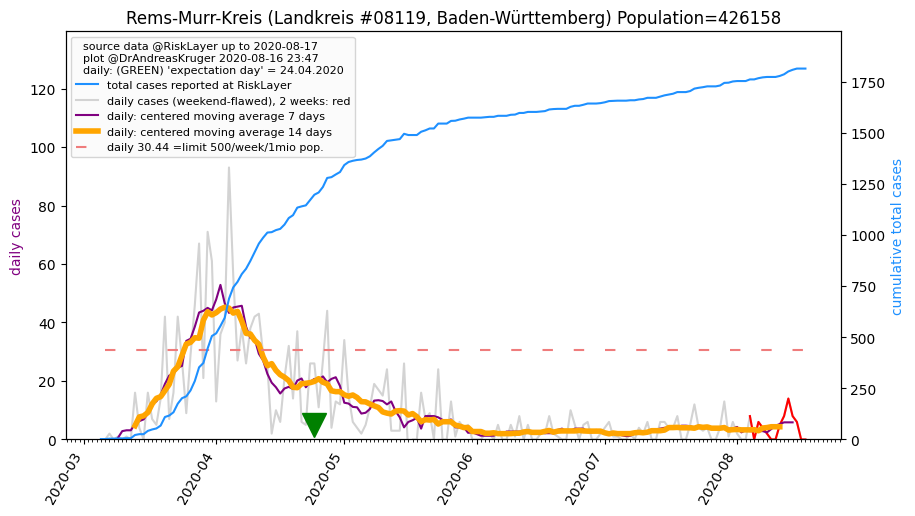 Rems-Murr-Kreis (Landkreis #08119, Baden-Württemberg) Population=426158
source data @RiskLayer up to 2020-08-17
plot @DrAndreasKruger 2020-08-16 23:47
daily: (GREEN) 'expectation day' = 24.04.2020
total cases reported at RiskLayer
daily cases (weekend-flawed), 2 weeks: red
daily: centered moving average 7 days
daily: centered moving average 14 days
daily 30.44 =limit 500/week/1mio pop.
daily cases
120
100
80
60
40
20
0
cumulative total cases
1750
1500
1250
1000
750
500
250
0
2020-03
2020-04
2020-05
2020-06
2020-07
2020-08